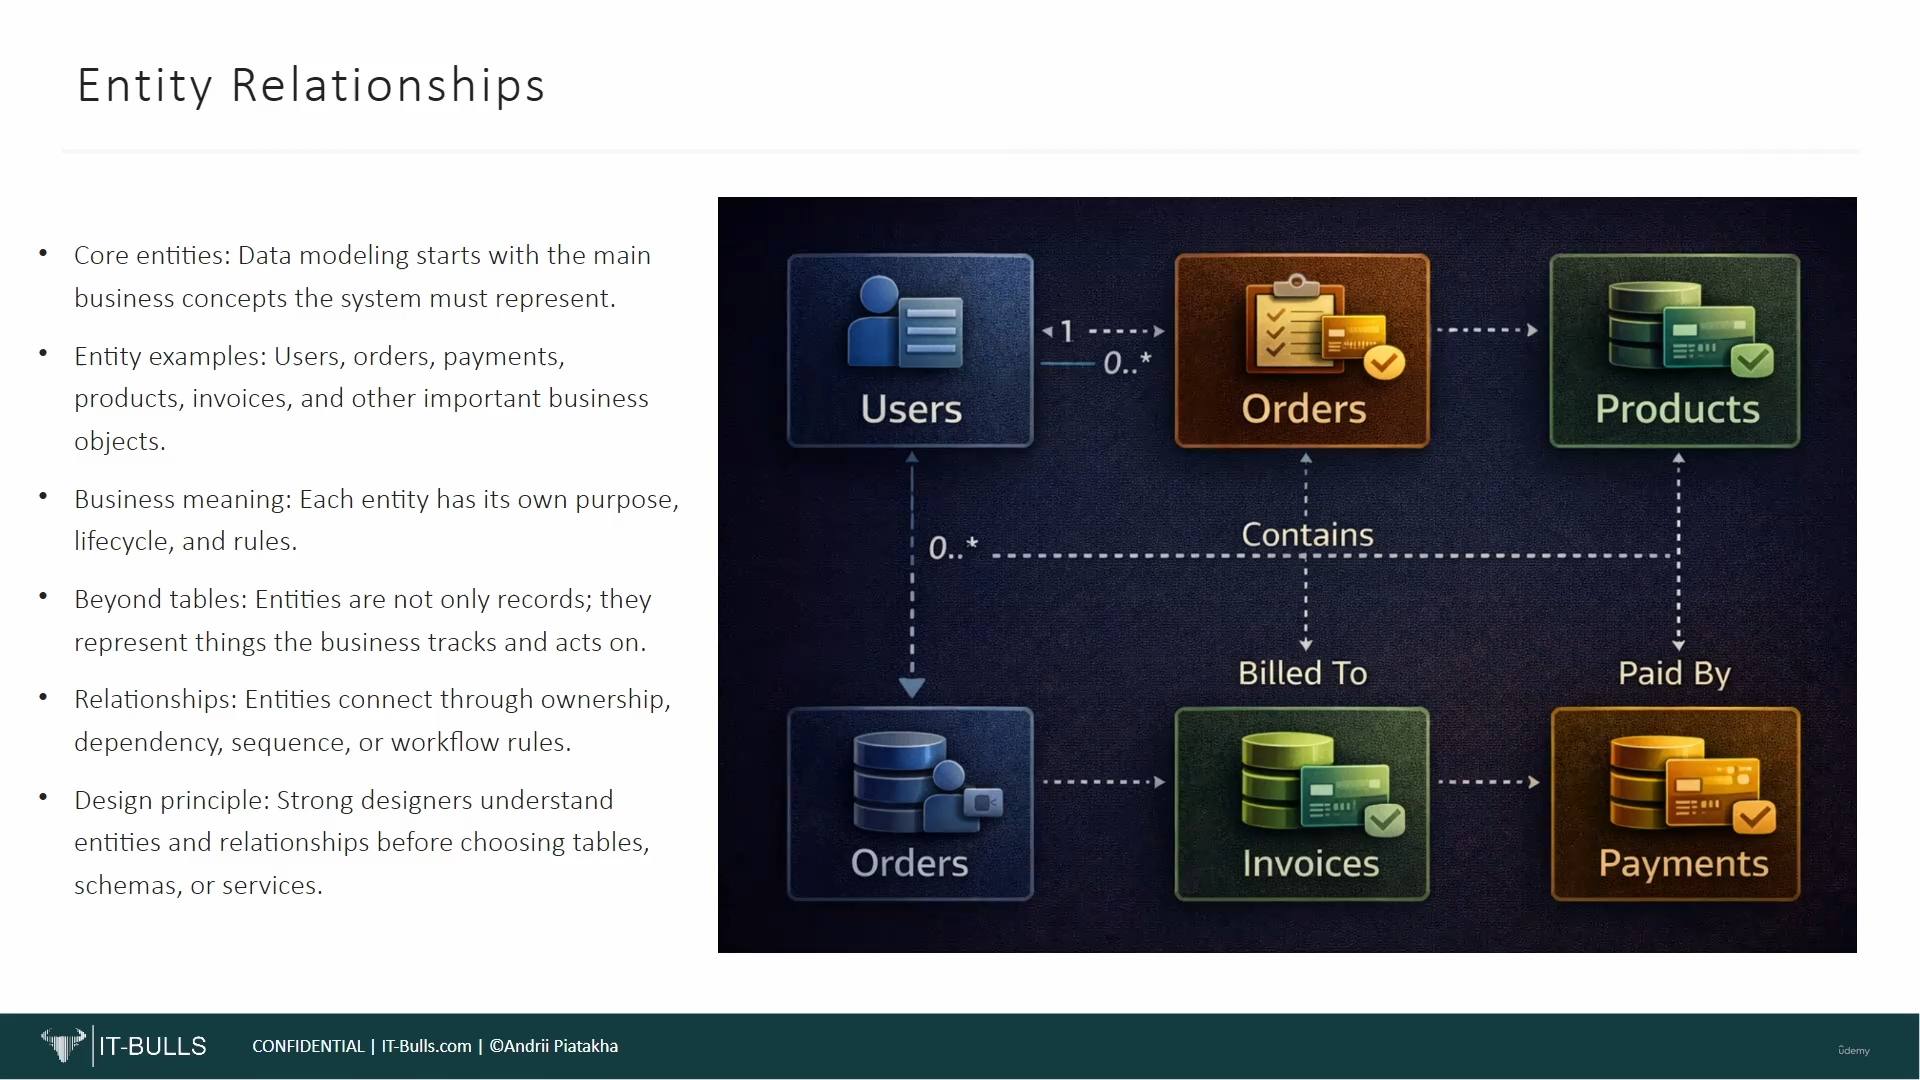 Entity Relationships
• Core entities: Data modeling starts with the main
business concepts the system must represent.
• Entity examples: Users, orders, payments,
products, invoices, and other important business
objects.
• Business meaning: Each entity has its own purpose,
lifecycle, and rules.
• Beyond tables: Entities are not only records; they
represent things the business tracks and acts on.
• Relationships: Entities connect through ownership,
dependency, sequence, or workflow rules.
• Design principle: Strong designers understand
entities and relationships before choosing tables,
schemas, or services.
Users
1
0..*
Orders
Products
0..*
Contains
Billed To
Paid By
Orders
Invoices
Payments
IT-BULLS
CONFIDENTIAL | IT-Bulls.com | ©Andrii Piatakha
udemy